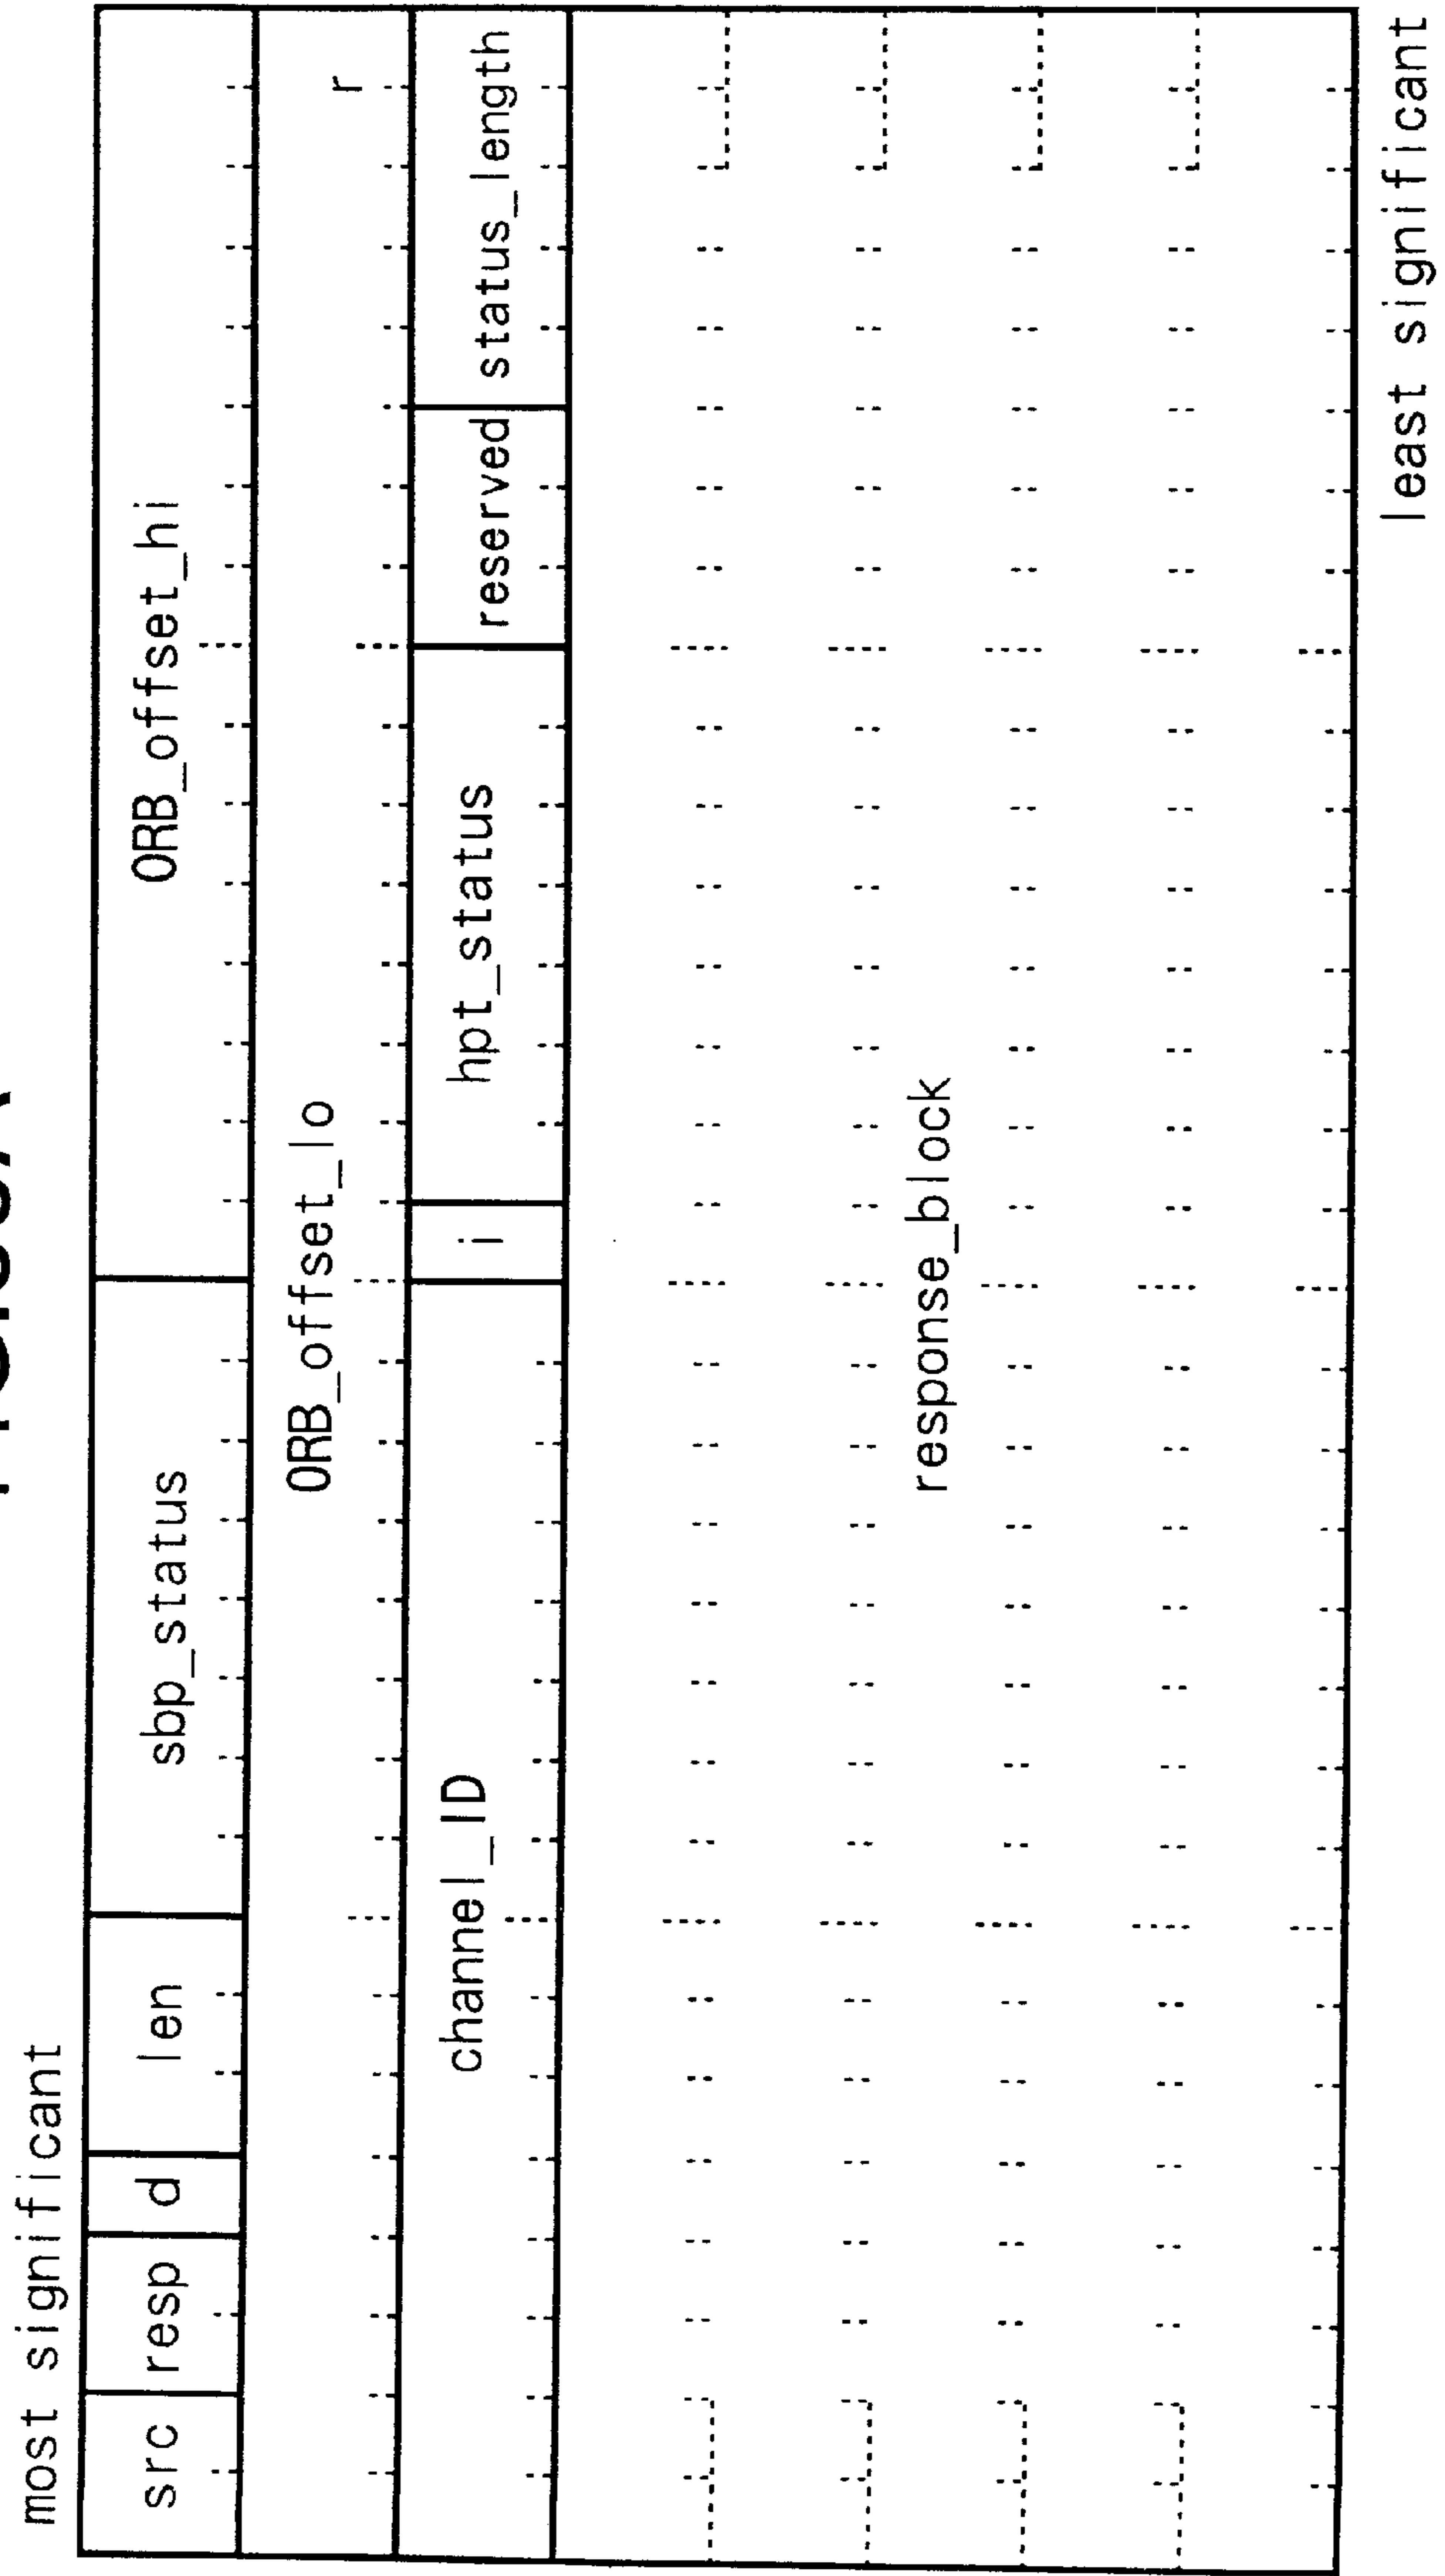 most significant
src resp d len sbp_status ORB_offset_hi
ORB_offset_lo r
channel_ID i hpt_status reserved status_length
response_block
least significant